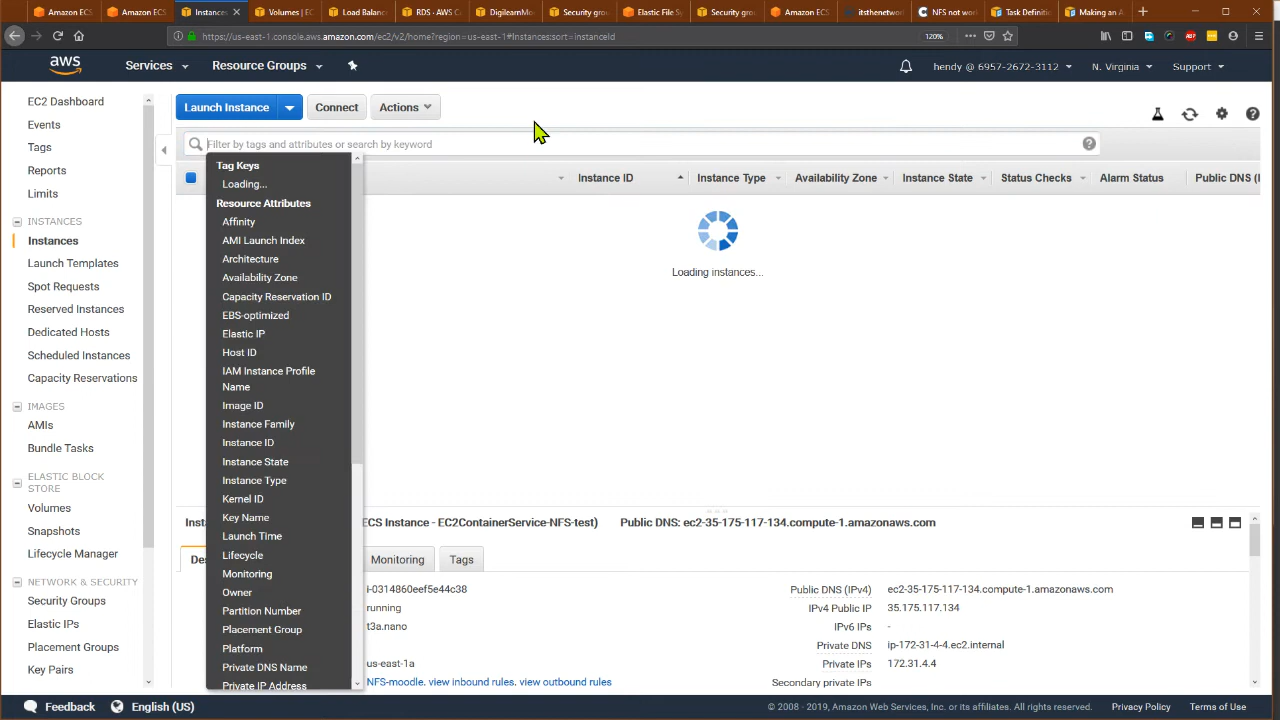 Amazon ECS
Amazon ECS
Instances
Volumes | EC
Load Balance
RDS - AWS C
DigilearnMo
Security grou
Elastic File Sy
Security grou
Amazon ECS
itsthenetwork
NFS not wor
Task Definiti
Making an A
https://us-east-1.console.aws.amazon.com/ec2/v2/home?region=us-east-1#Instances:sort=instanceId
120%
ABP
aws
Services
Resource Groups
hendy @ 6957-2672-3112
N. Virginia
Support
EC2 Dashboard
Events
Tags
Reports
Limits
INSTANCES
Instances
Launch Templates
Spot Requests
Reserved Instances
Dedicated Hosts
Scheduled Instances
Capacity Reservations
IMAGES
AMIs
Bundle Tasks
ELASTIC BLOCK
STORE
Volumes
Snapshots
Lifecycle Manager
NETWORK & SECURITY
Security Groups
Elastic IPs
Placement Groups
Key Pairs
Launch Instance
Connect
Actions
Filter by tags and attributes or search by keyword
Instance ID
Instance Type
Availability Zone
Instance State
Status Checks
Alarm Status
Public DNS (I
Tag Keys
Loading...
Resource Attributes
Affinity
AMI Launch Index
Architecture
Availability Zone
Capacity Reservation ID
EBS-optimized
Elastic IP
Host ID
IAM Instance Profile
Name
Image ID
Instance Family
Instance ID
Instance State
Instance Type
Kernel ID
Key Name
Launch Time
Lifecycle
Monitoring
Owner
Partition Number
Placement Group
Platform
Private DNS Name
Private IP Address
Loading instances...
Inst
ECS Instance - EC2ContainerService-NFS-test)
Public DNS: ec2-35-175-117-134.compute-1.amazonaws.com
Des
Monitoring
Tags
i-0314860eef5e44c38
running
t3a.nano
us-east-1a
NFS-moodle. view inbound rules. view outbound rules
Public DNS (IPv4) ec2-35-175-117-134.compute-1.amazonaws.com
IPv4 Public IP 35.175.117.134
IPv6 IPs -
Private DNS ip-172-31-4-4.ec2.internal
Private IPs 172.31.4.4
Secondary private IPs
Feedback
English (US)
© 2008 - 2019, Amazon Web Services, Inc. or its affiliates. All rights reserved.
Privacy Policy
Terms of Use